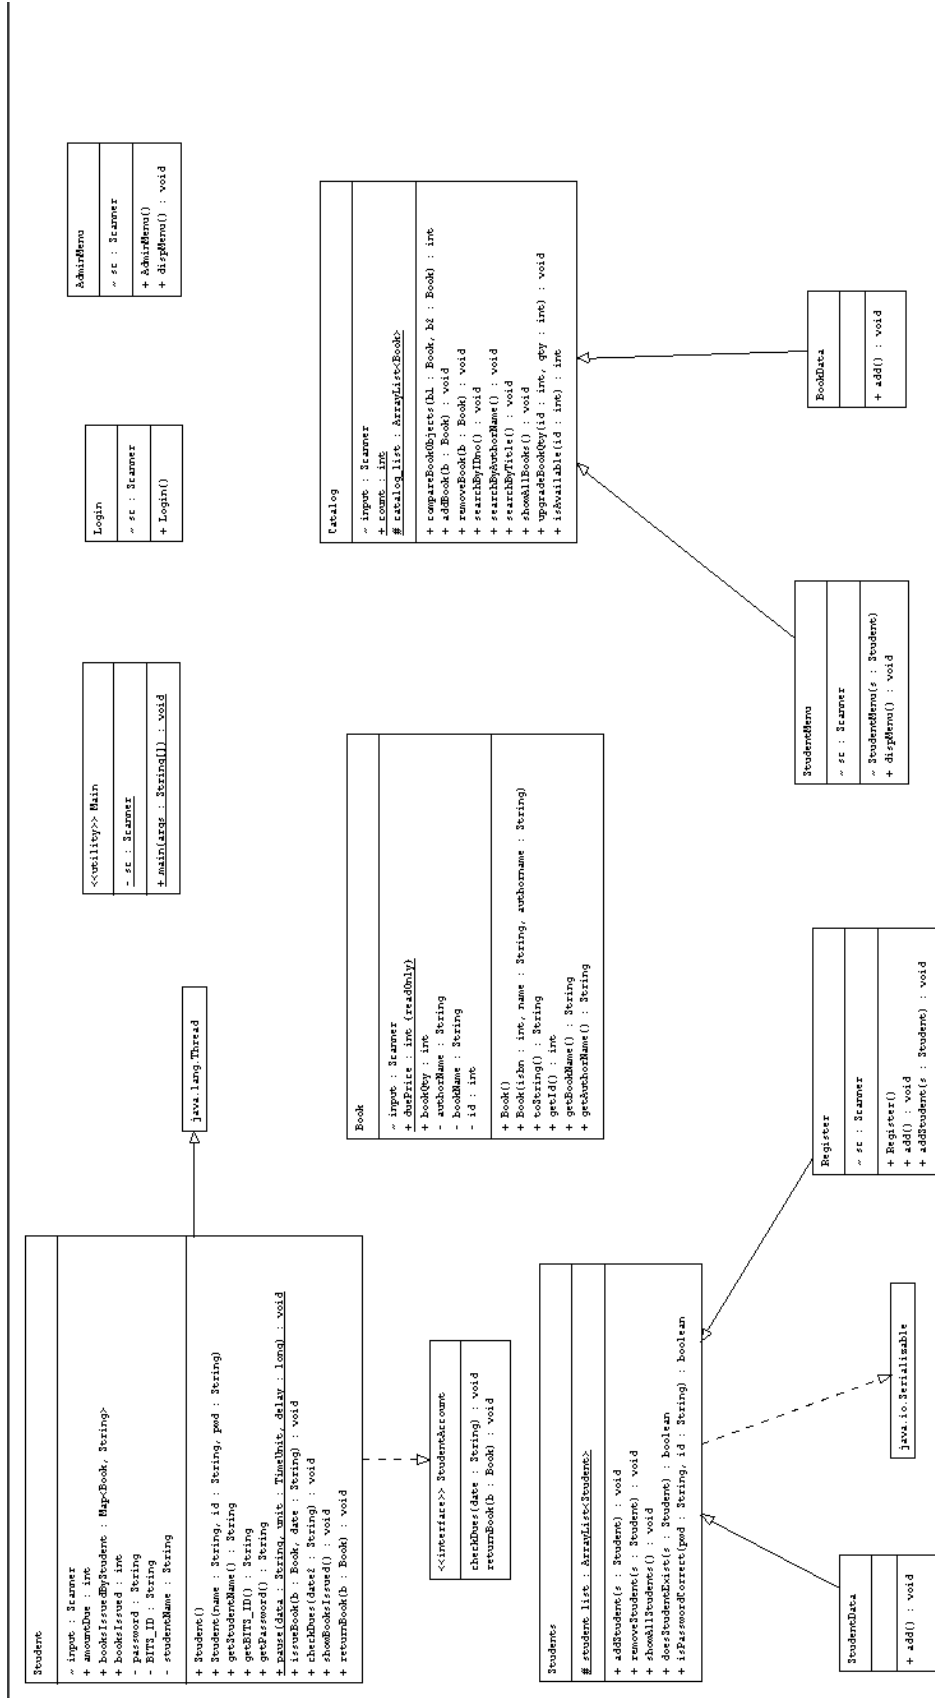 Student
~ input : Scanner
+ amountDue : int
+ booksIssuedByStudent : Map<Book, String>
+ booksIssued : int
- password : String
- BITS_ID : String
- studentName : String
+ Student()
+ Student(name : String, id : String, pwd : String)
+ getStudentName() : String
+ getBITS_ID() : String
+ getPassword() : String
+ pause(data : String, unit : TimeUnit, delay : long) : void
+ issueBook(b : Book, date : String) : void
+ checkDues(date2 : String) : void
+ showBooksIssued() : void
+ returnBook(b : Book) : void
java.lang.Thread
<<utility>> Main
- sc : Scanner
+ main(args : String[]) : void
Login
~ sc : Scanner
+ Login()
AdminMenu
~ sc : Scanner
+ AdminMenu()
+ dispMenu() : void
<<interface>> StudentAccount
checkDues(date : String) : void
returnBook(b : Book) : void
Book
~ input : Scanner
+ duePrice : int {readOnly}
+ bookQty : int
- authorName : String
- bookName : String
- id : int
+ Book()
+ Book(isbn : int, name : String, authorname : String)
+ toString() : String
+ getId() : int
+ getBookName() : String
+ getAuthorName() : String
Catalog
~ input : Scanner
+ count : int
# catalog_list : ArrayList<Book>
+ compareBookObjects(b1 : Book, b2 : Book) : int
+ addBook(b : Book) : void
+ removeBook(b : Book) : void
+ searchByIDno() : void
+ searchByAuthorName() : void
+ searchByTitle() : void
+ showAllBooks() : void
+ upgradeBookQty(id : int, qty : int) : void
+ isAvailable(id : int) : int
Students
# student_list : ArrayList<Student>
+ addStudent(s : Student) : void
+ removeStudent(s : Student) : void
+ showAllStudents() : void
+ doesStudentExist(s : Student) : boolean
+ isPasswordCorrect(pwd : String, id : String) : boolean
StudentData
+ add() : void
java.io.Serializable
Register
~ sc : Scanner
+ Register()
+ add() : void
+ addStudent(s : Student) : void
StudentMenu
~ sc : Scanner
~ StudentMenu(s : Student)
+ dispMenu() : void
BookData
+ add() : void